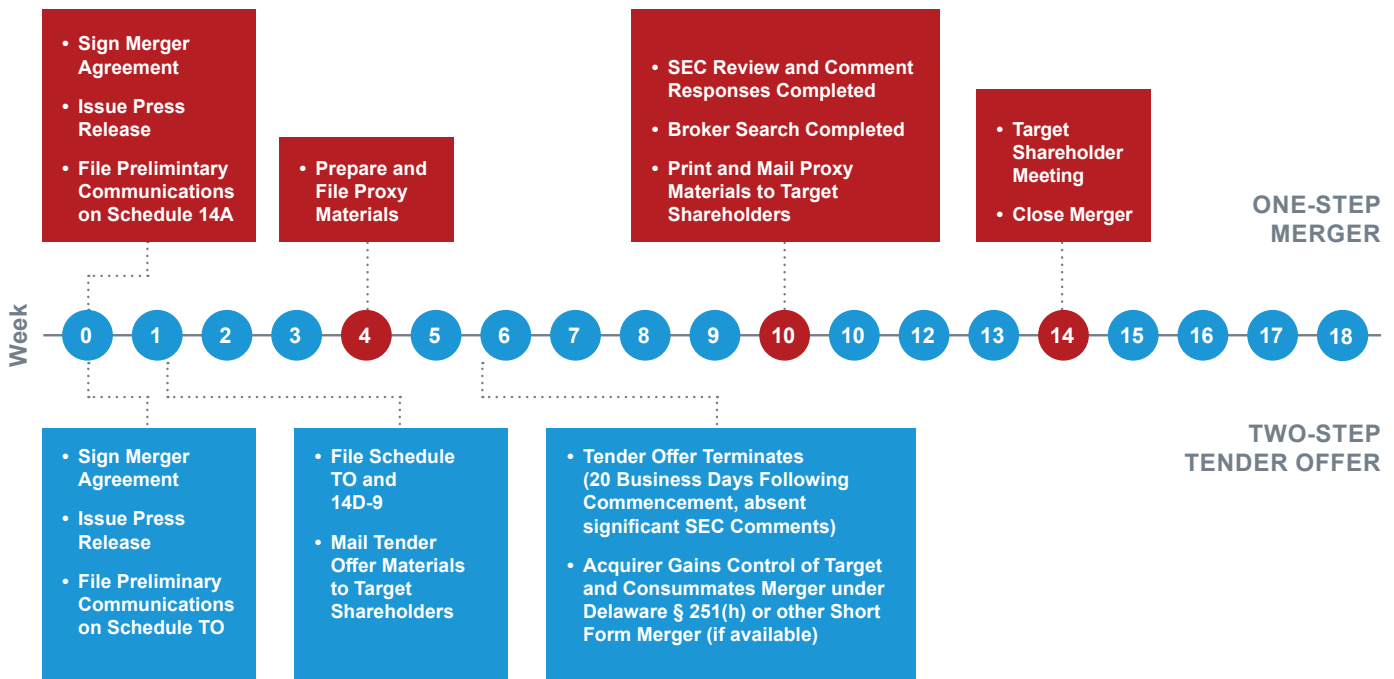 • Sign Merger
Agreement
• Issue Press
Release
• File Prelimintary
Communications
on Schedule 14A
• Prepare and
File Proxy
Materials
• SEC Review and Comment
Responses Completed
• Broker Search Completed
• Print and Mail Proxy
Materials to Target
Shareholders
• Target
Shareholder
Meeting
• Close Merger
ONE-STEP
MERGER
Week
0 1 2 3 4 5 6 7 8 9 10 10 12 13 14 15 16 17 18
• Sign Merger
Agreement
• Issue Press
Release
• File Preliminary
Communications
on Schedule TO
• File Schedule
TO and
14D-9
• Mail Tender
Offer Materials
to Target
Shareholders
• Tender Offer Terminates
(20 Business Days Following
Commencement, absent
significant SEC Comments)
• Acquirer Gains Control of Target
and Consummates Merger under
Delaware § 251(h) or other Short
Form Merger (if available)
TWO-STEP
TENDER OFFER